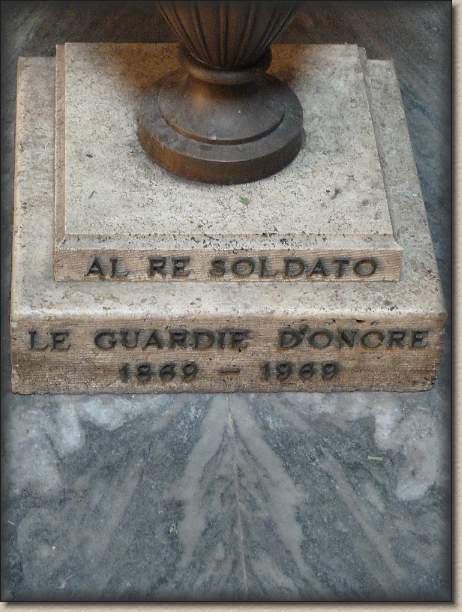 AL RE SOLDATO
LE GUARDIE D'ONORE
1869 - 1969